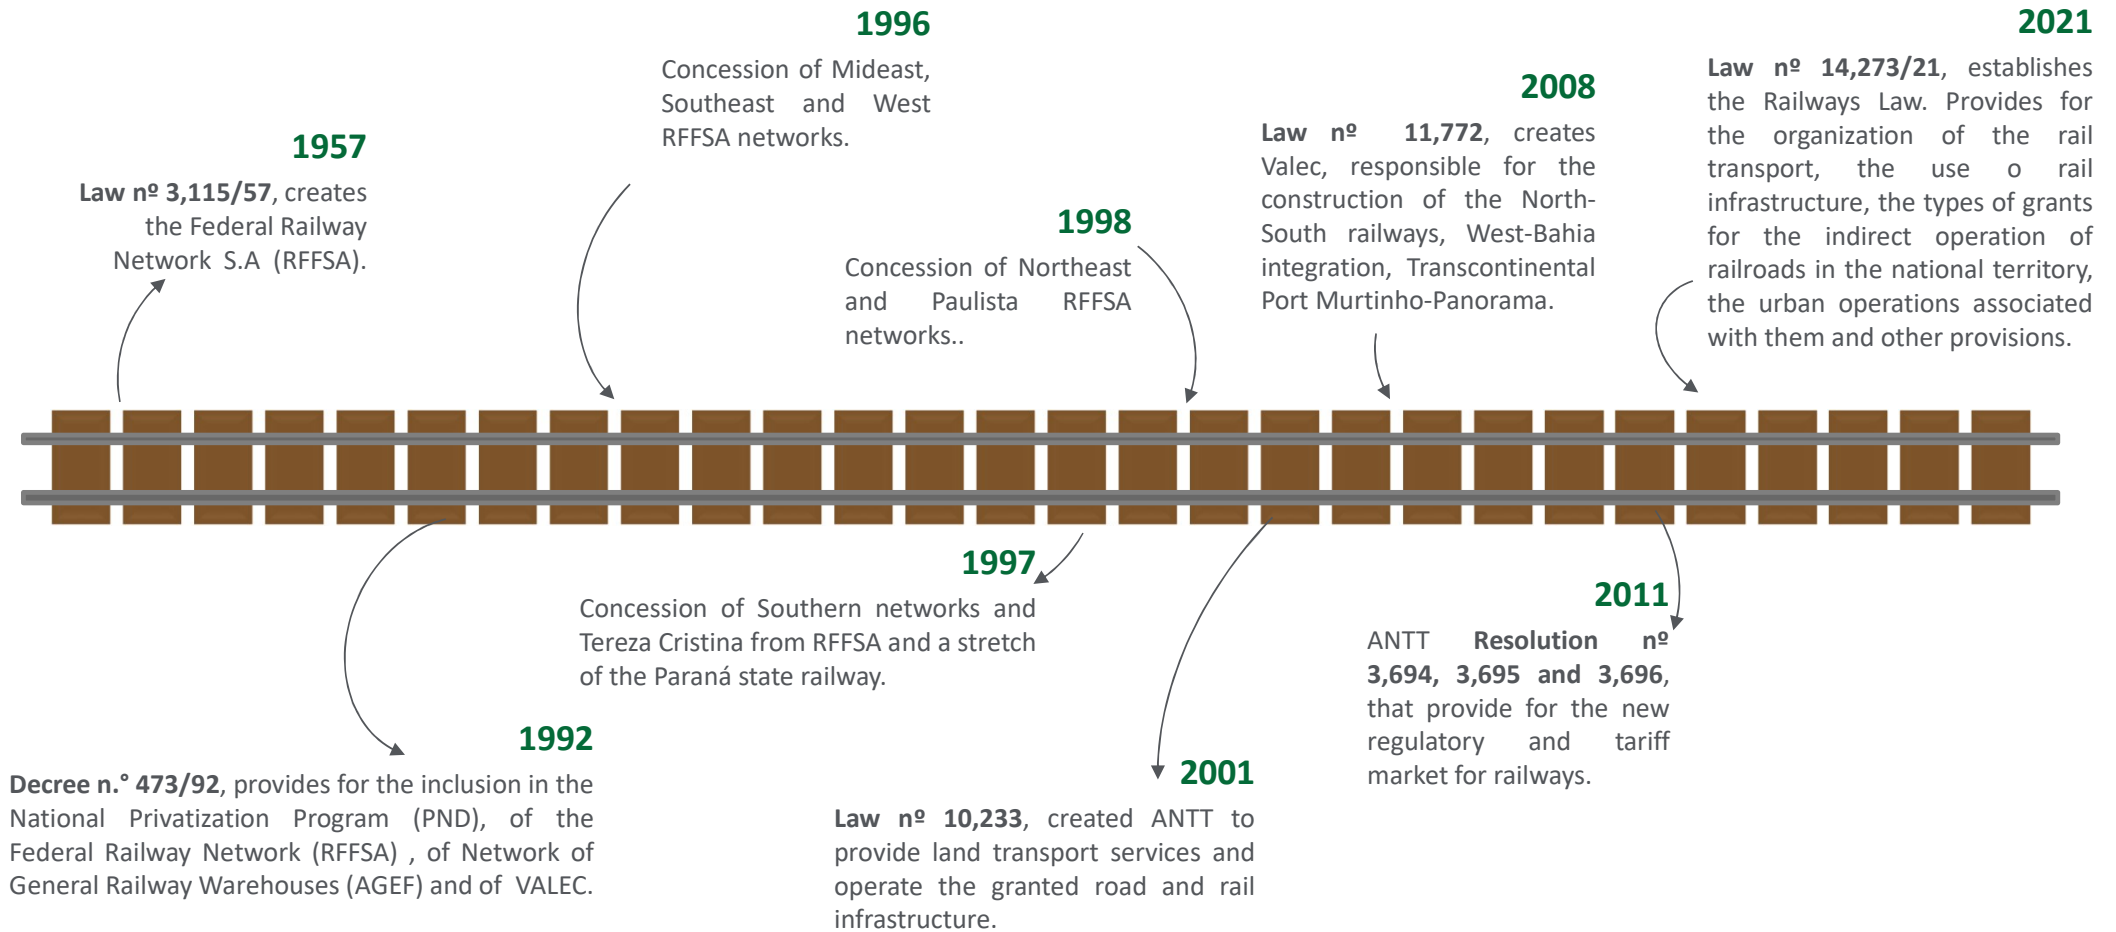 1957
Law nº 3,115/57, creates
the Federal Railway
Network S.A (RFFSA).
1996
Concession of Mideast,
Southeast and West
RFFSA networks.
1998
Concession of Northeast
and Paulista RFFSA
networks..
2008
Law nº 11,772, creates
Valec, responsible for the
construction of the North-
South railways, West-Bahia
integration, Transcontinental
Port Murtinho-Panorama.
2021
Law nº 14,273/21, establishes
the Railways Law. Provides for
the organization of the rail
transport, the use o rail
infrastructure, the types of grants
for the indirect operation of
railroads in the national territory,
the urban operations associated
with them and other provisions.
1992
Decree n.° 473/92, provides for the inclusion in the
National Privatization Program (PND), of the
Federal Railway Network (RFFSA) , of Network of
General Railway Warehouses (AGEF) and of VALEC.
1997
Concession of Southern networks and
Tereza Cristina from RFFSA and a stretch
of the Paraná state railway.
2001
Law nº 10,233, created ANTT to
provide land transport services and
operate the granted road and rail
infrastructure.
2011
ANTT Resolution nº
3,694, 3,695 and 3,696,
that provide for the new
regulatory and tariff
market for railways.